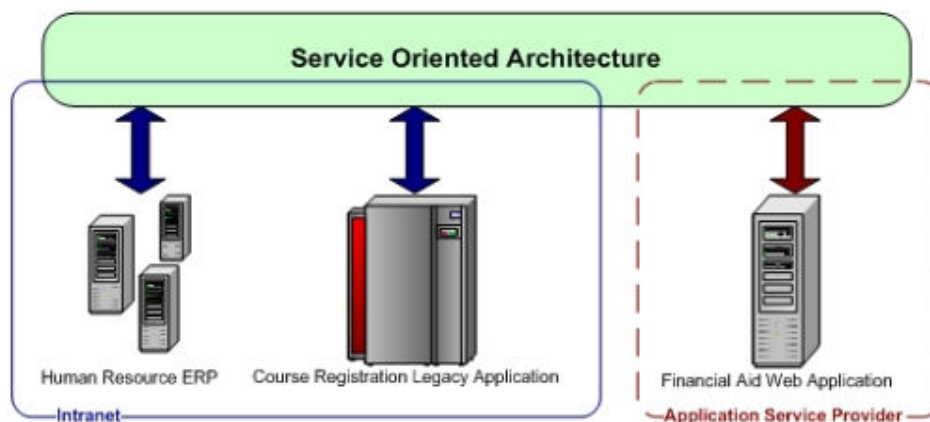 Service Oriented Architecture
Human Resource ERP
Course Registration Legacy Application
Financial Aid Web Application
Intranet
Application Service Provider